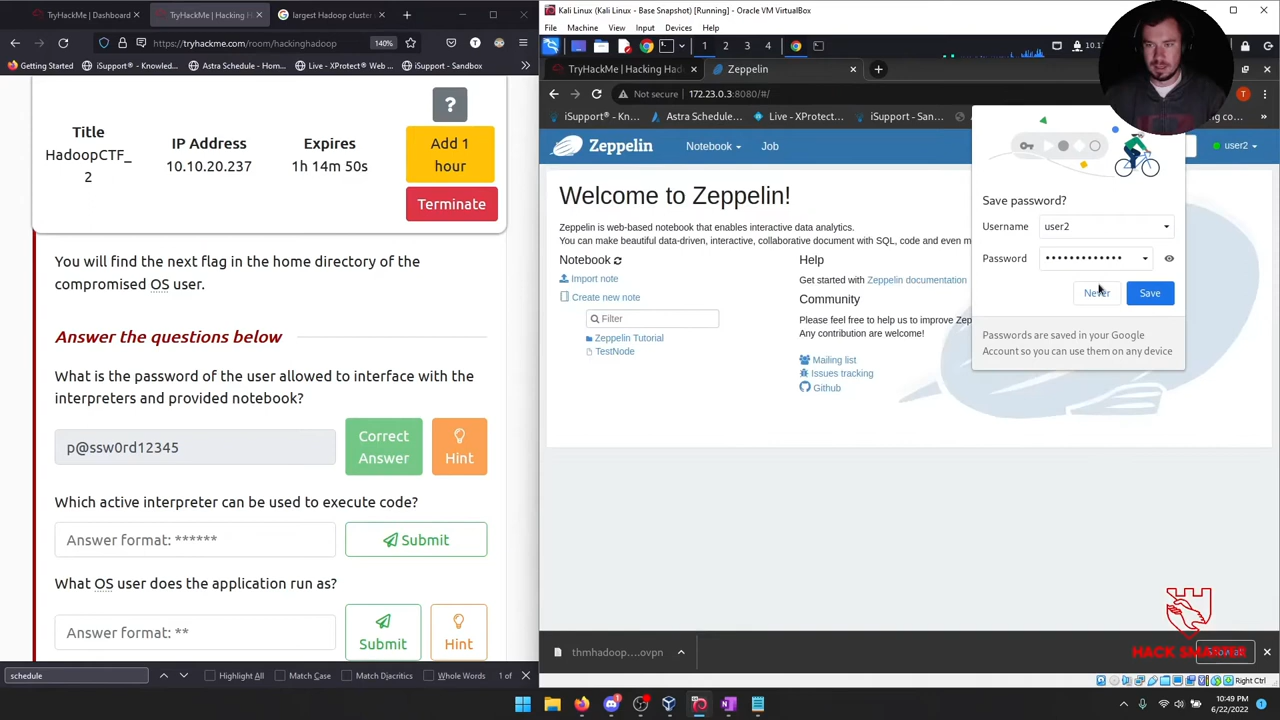 TryHackMe | Dashboard
TryHackMe | Hacking H
largest Hadoop cluster
https://tryhackme.com/room/hackinghadoop
140%
Getting Started
iSupport® - Knowled...
Astra Schedule - Ho...
Live - XProtect® Web ...
iSupport® - Sandbox
?
Title
HadoopCTF_
2
IP Address
10.10.20.237
Expires
1h 14m 50s
Add 1
hour
Terminate
You will find the next flag in the home directory of the
compromised OS user.
Answer the questions below
What is the password of the user allowed to interface with the
interpreters and provided notebook?
p@ssw0rd12345
Correct
Answer
Hint
Which active interpreter can be used to execute code?
Answer format: ******
Submit
What OS user does the application run as?
Answer format: **
Submit
Hint
schedule
Highlight All
Match Case
Match Diacritics
Whole Words
1 of
Kali Linux (Kali Linux - Base Snapshot) [Running] - Oracle VM VirtualBox
File Machine View Input Devices Help
1 2 3 4
TryHackMe | Hacking Had
Zeppelin
Not secure | 172.23.0.3:8080/#/
iSupport® - Kn...
Astra Schedule...
Live - XProtect...
iSupport® - San...
Zeppelin
Notebook
Job
user2
Welcome to Zeppelin!
Zeppelin is web-based notebook that enables interactive data analytics.
You can make beautiful data-driven, interactive, collaborative document with SQL, code and even m
Notebook
Import note
Create new note
Filter
Zeppelin Tutorial
TestNode
Help
Get started with Zeppelin documentation
Community
Please feel free to help us to improve Zep
Any contribution are welcome!
Mailing list
Issues tracking
Github
Save password?
Username
user2
Password
•••••••••••••
Never
Save
Passwords are saved in your Google
Account so you can use them on any device
thmhadoop....ovpn
HACK SMARTER
Right Ctrl
10:49 PM
6/22/2022